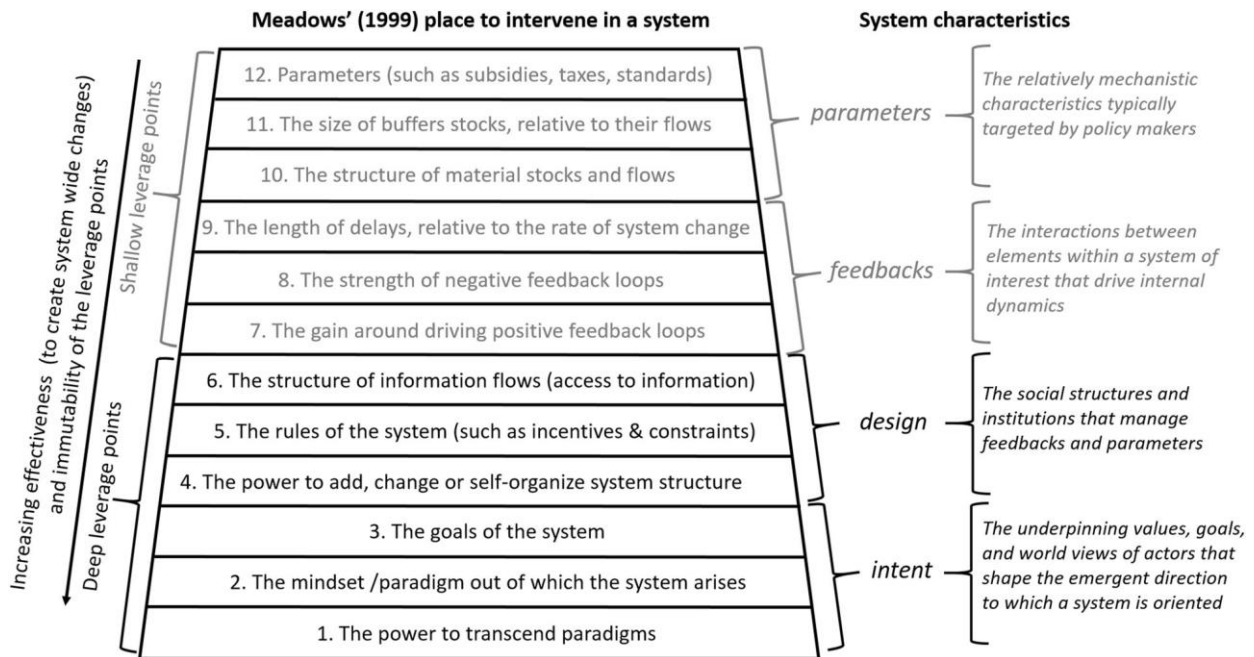 Meadows' (1999) place to intervene in a system
System characteristics
Increasing effectiveness (to create system wide changes)
and immutability of the leverage points
Shallow leverage points
Deep leverage points
12. Parameters (such as subsidies, taxes, standards)
11. The size of buffers stocks, relative to their flows
10. The structure of material stocks and flows
9. The length of delays, relative to the rate of system change
8. The strength of negative feedback loops
7. The gain around driving positive feedback loops
6. The structure of information flows (access to information)
5. The rules of the system (such as incentives & constraints)
4. The power to add, change or self-organize system structure
3. The goals of the system
2. The mindset /paradigm out of which the system arises
1. The power to transcend paradigms
parameters
The relatively mechanistic
characteristics typically
targeted by policy makers
feedbacks
The interactions between
elements within a system of
interest that drive internal
dynamics
design
The social structures and
institutions that manage
feedbacks and parameters
intent
The underpinning values, goals,
and world views of actors that
shape the emergent direction
to which a system is oriented